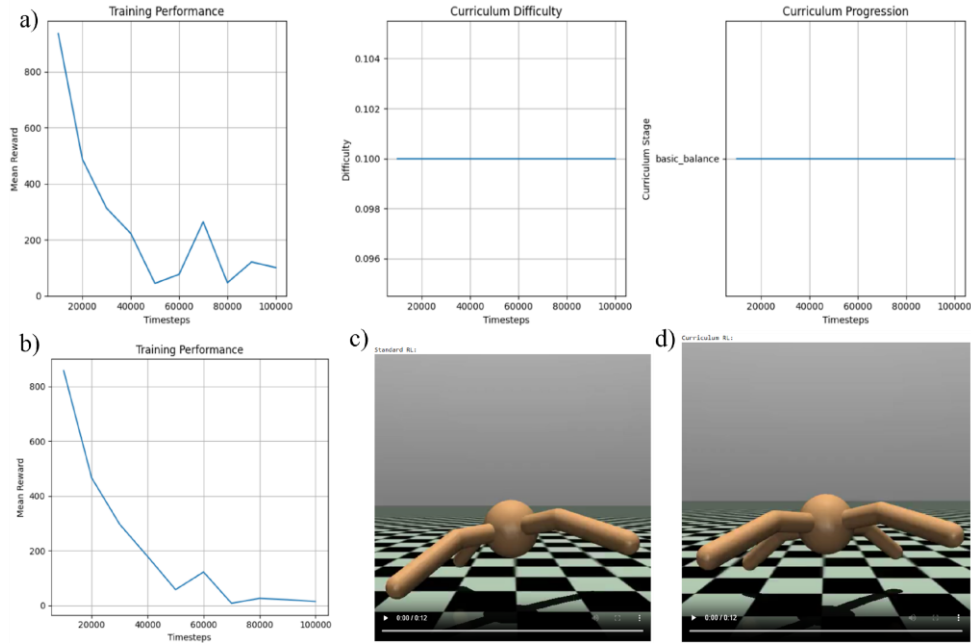 a)
Training Performance
Mean Reward
800
600
400
200
0
20000 40000 60000 80000 100000
Timesteps
Curriculum Difficulty
Difficulty
0.104
0.102
0.100
0.098
0.096
20000 40000 60000 80000 100000
Timesteps
Curriculum Progression
Curriculum Stage
basic_balance
20000 40000 60000 80000 100000
Timesteps
b)
Training Performance
Mean Reward
800
600
400
200
0
20000 40000 60000 80000 100000
Timesteps
c)
Standard RL:
0:00 / 0:12
d)
Curriculum RL:
0:00 / 0:12